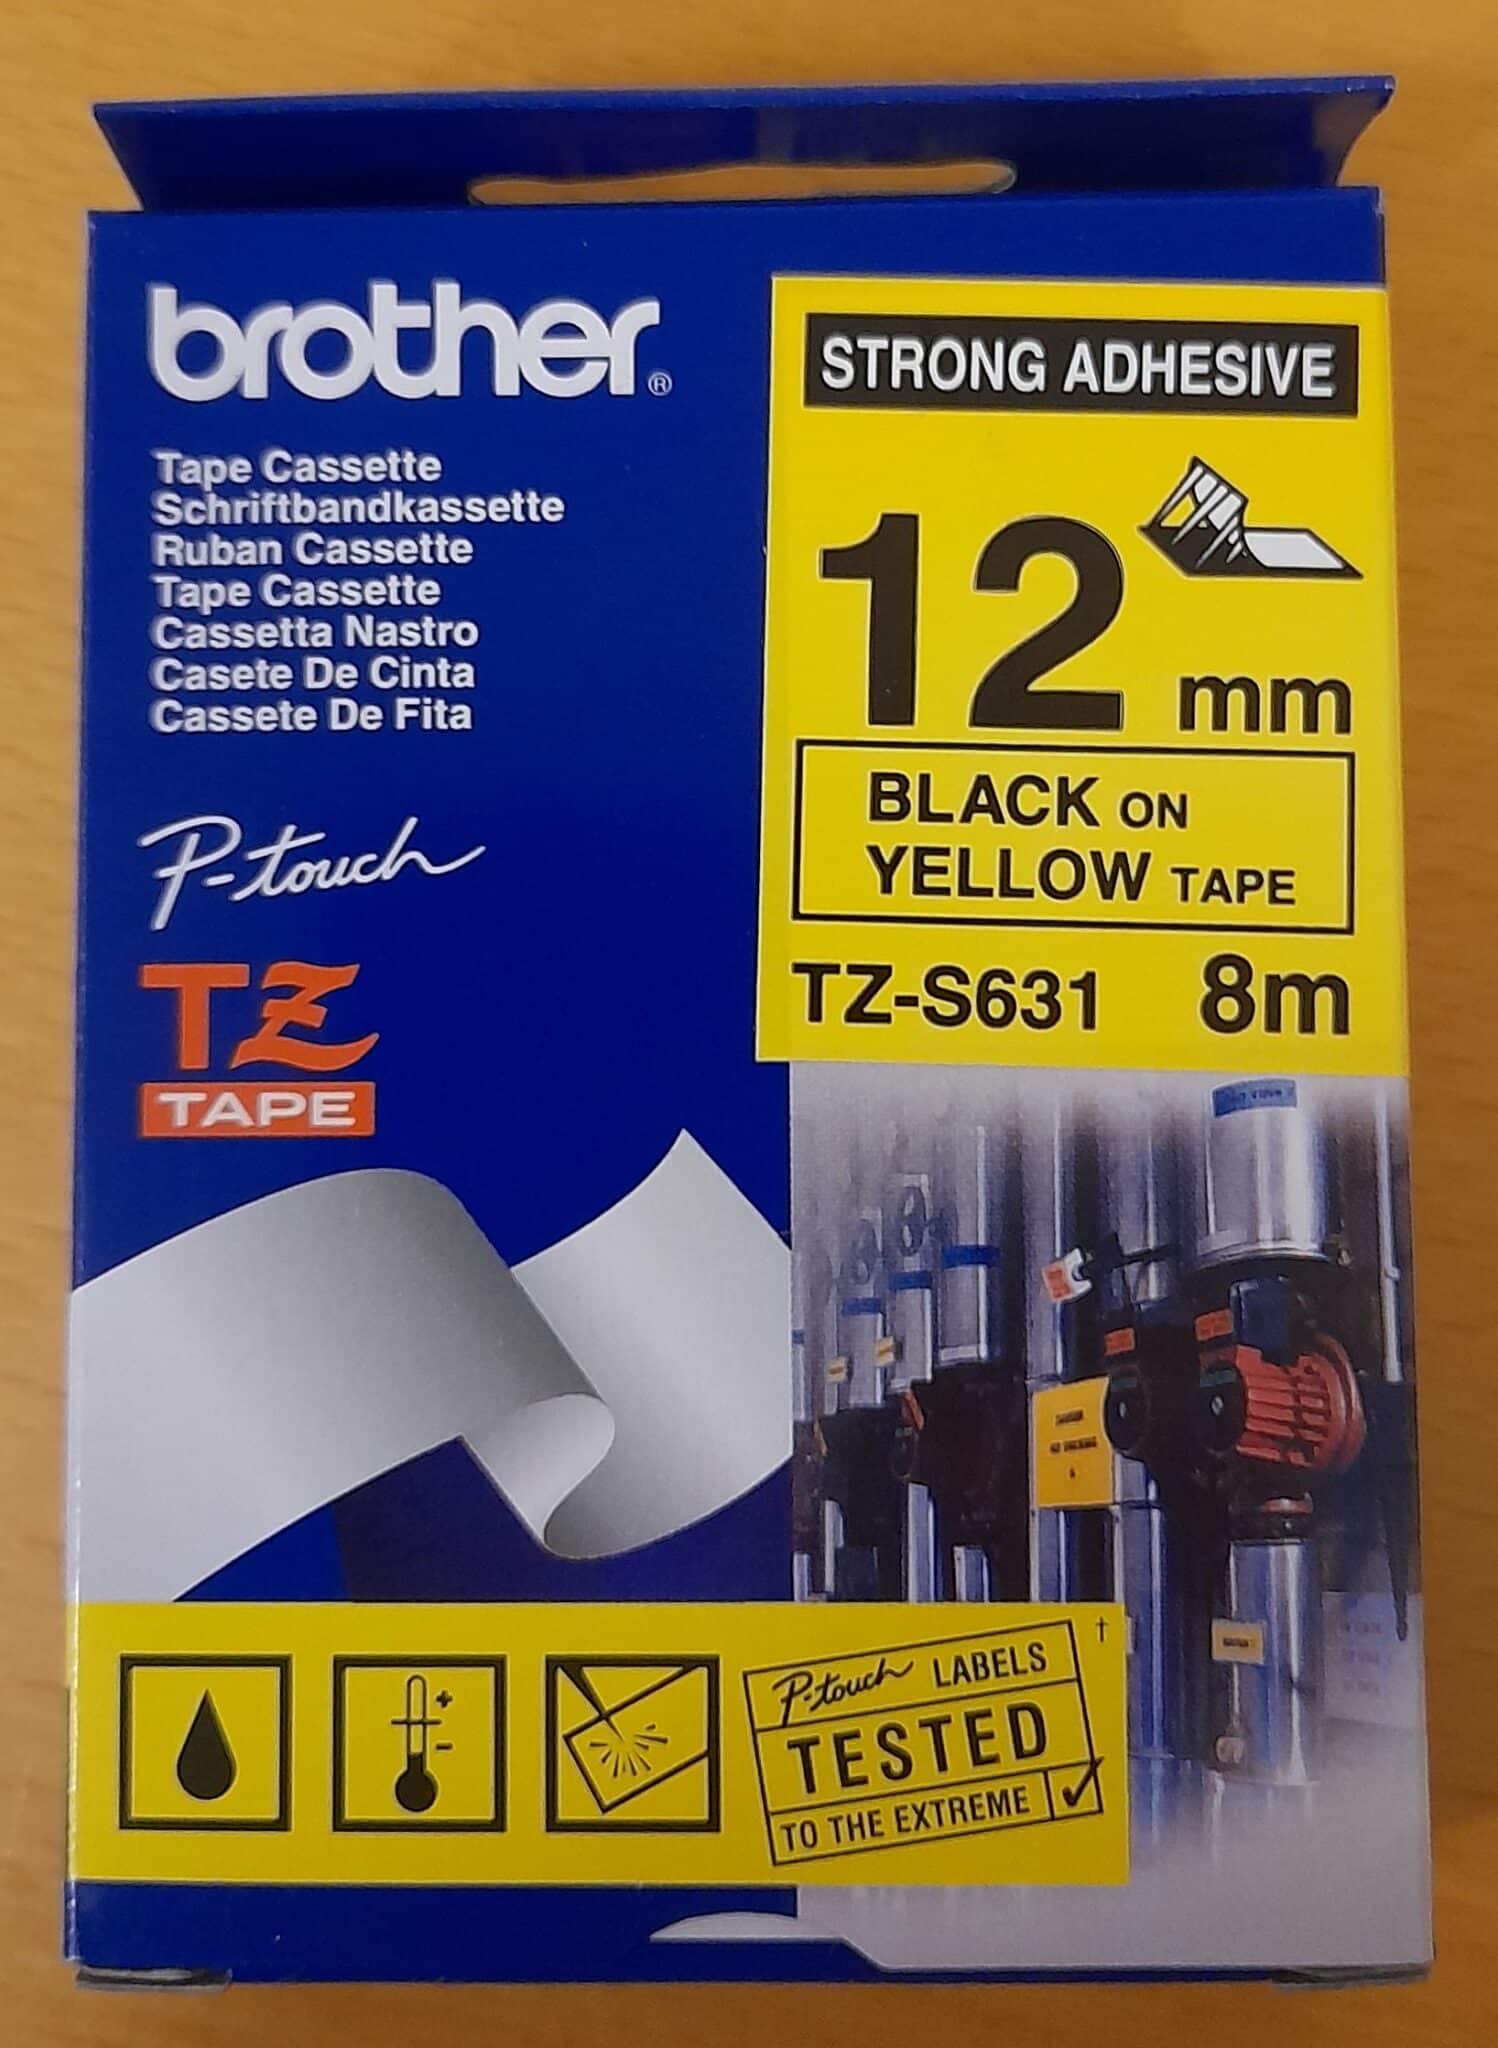 brother®
Tape Cassette
Schriftbandkassette
Ruban Cassette
Tape Cassette
Cassetta Nastro
Casete De Cinta
Cassete De Fita
P-touch
TZ
TAPE
STRONG ADHESIVE
12 mm
BLACK ON
YELLOW TAPE
TZ-S631 8m
P-touch LABELS †
TESTED
TO THE EXTREME